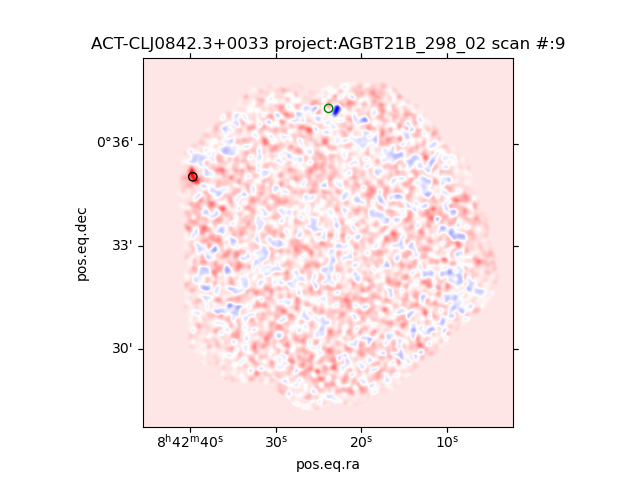 ACT-CLJ0842.3+0033 project:AGBT21B_298_02 scan #:9
0°36'
33'
30'
8ʰ42ᵐ40ˢ 30ˢ 20ˢ 10ˢ
pos.eq.ra
pos.eq.dec